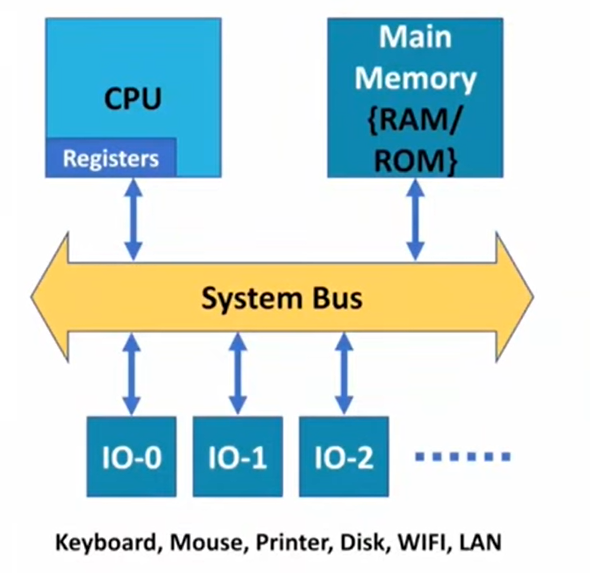 CPU
Registers
Main
Memory
{RAM/
ROM}
System Bus
IO-0
IO-1
IO-2
Keyboard, Mouse, Printer, Disk, WIFI, LAN